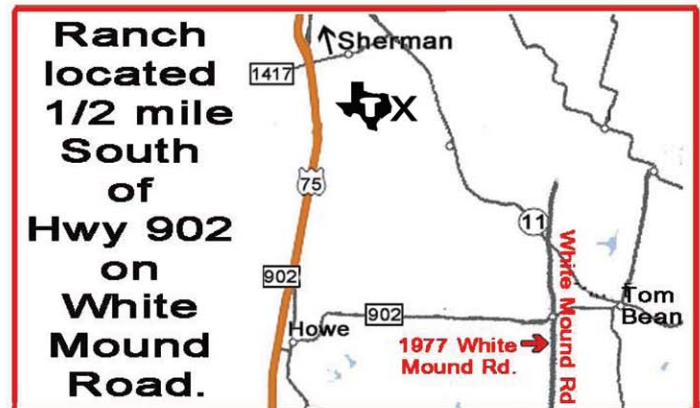 Ranch
located
1/2 mile
South
of
Hwy 902
on
White
Mound
Road.
Sherman
1417
TX
75
11
902
White Mound Rd
Tom
Bean
902
Howe
1977 White
Mound Rd.